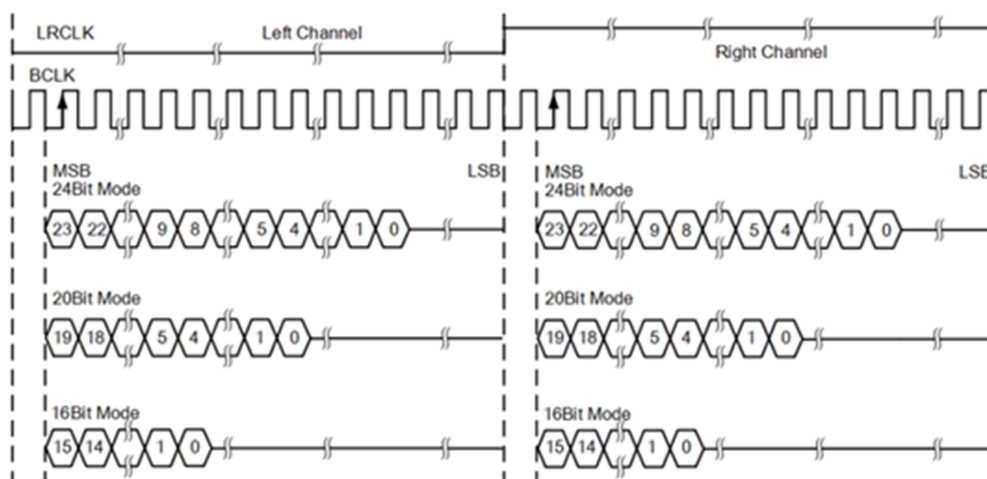 LRCLK Left Channel
Right Channel
BCLK
MSB LSB MSB LSB
24Bit Mode 24Bit Mode
23 22 9 8 5 4 1 0 23 22 9 8 5 4 1 0
20Bit Mode 20Bit Mode
19 18 5 4 1 0 19 18 5 4 1 0
16Bit Mode 16Bit Mode
15 14 1 0 15 14 1 0